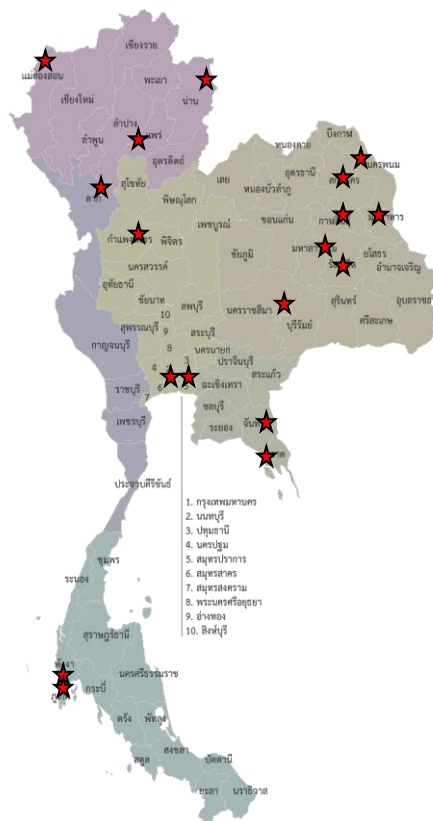 เชียงราย
แม่ฮ่องสอน
พะเยา
น่าน
เชียงใหม่
ลำปาง
แพร่
ลำพูน
อุตรดิตถ์
บึงกาฬ
หนองคาย
นครพนม
เลย
อุดรธานี
หนองบัวลำภู
สุโขทัย
ตาก
พิษณุโลก
เพชรบูรณ์
ขอนแก่น
กำแพงเพชร
พิจิตร
ชัยภูมิ
ยโสธร
อำนาจเจริญ
นครสวรรค์
อุทัยธานี
ชัยนาท
ลพบุรี
นครราชสีมา
บุรีรัมย์
สุรินทร์
ศรีสะเกษ
อุบลราชธ
10
สุพรรณบุรี
9
สระบุรี
8
นครนายก
กาญจนบุรี
ปราจีนบุรี
3
สระแก้ว
4
ฉะเชิงเทรา
ราชบุรี
6
7
ชลบุรี
เพชรบุรี
ระยอง
ประจวบคีรีขันธ์
1. กรุงเทพมหานคร
2. นนทบุรี
3. ปทุมธานี
4. นครปฐม
5. สมุทรปราการ
6. สมุทรสาคร
7. สมุทรสงคราม
8. พระนครศรีอยุธยา
9. อ่างทอง
10. สิงห์บุรี
ชุมพร
ระนอง
สุราษฎร์ธานี
พังงา
นครศรีธรรมราช
กระบี่
ตรัง
พัทลุง
สงขลา
สตูล
ปัตตานี
ยะลา
นราธิวาส